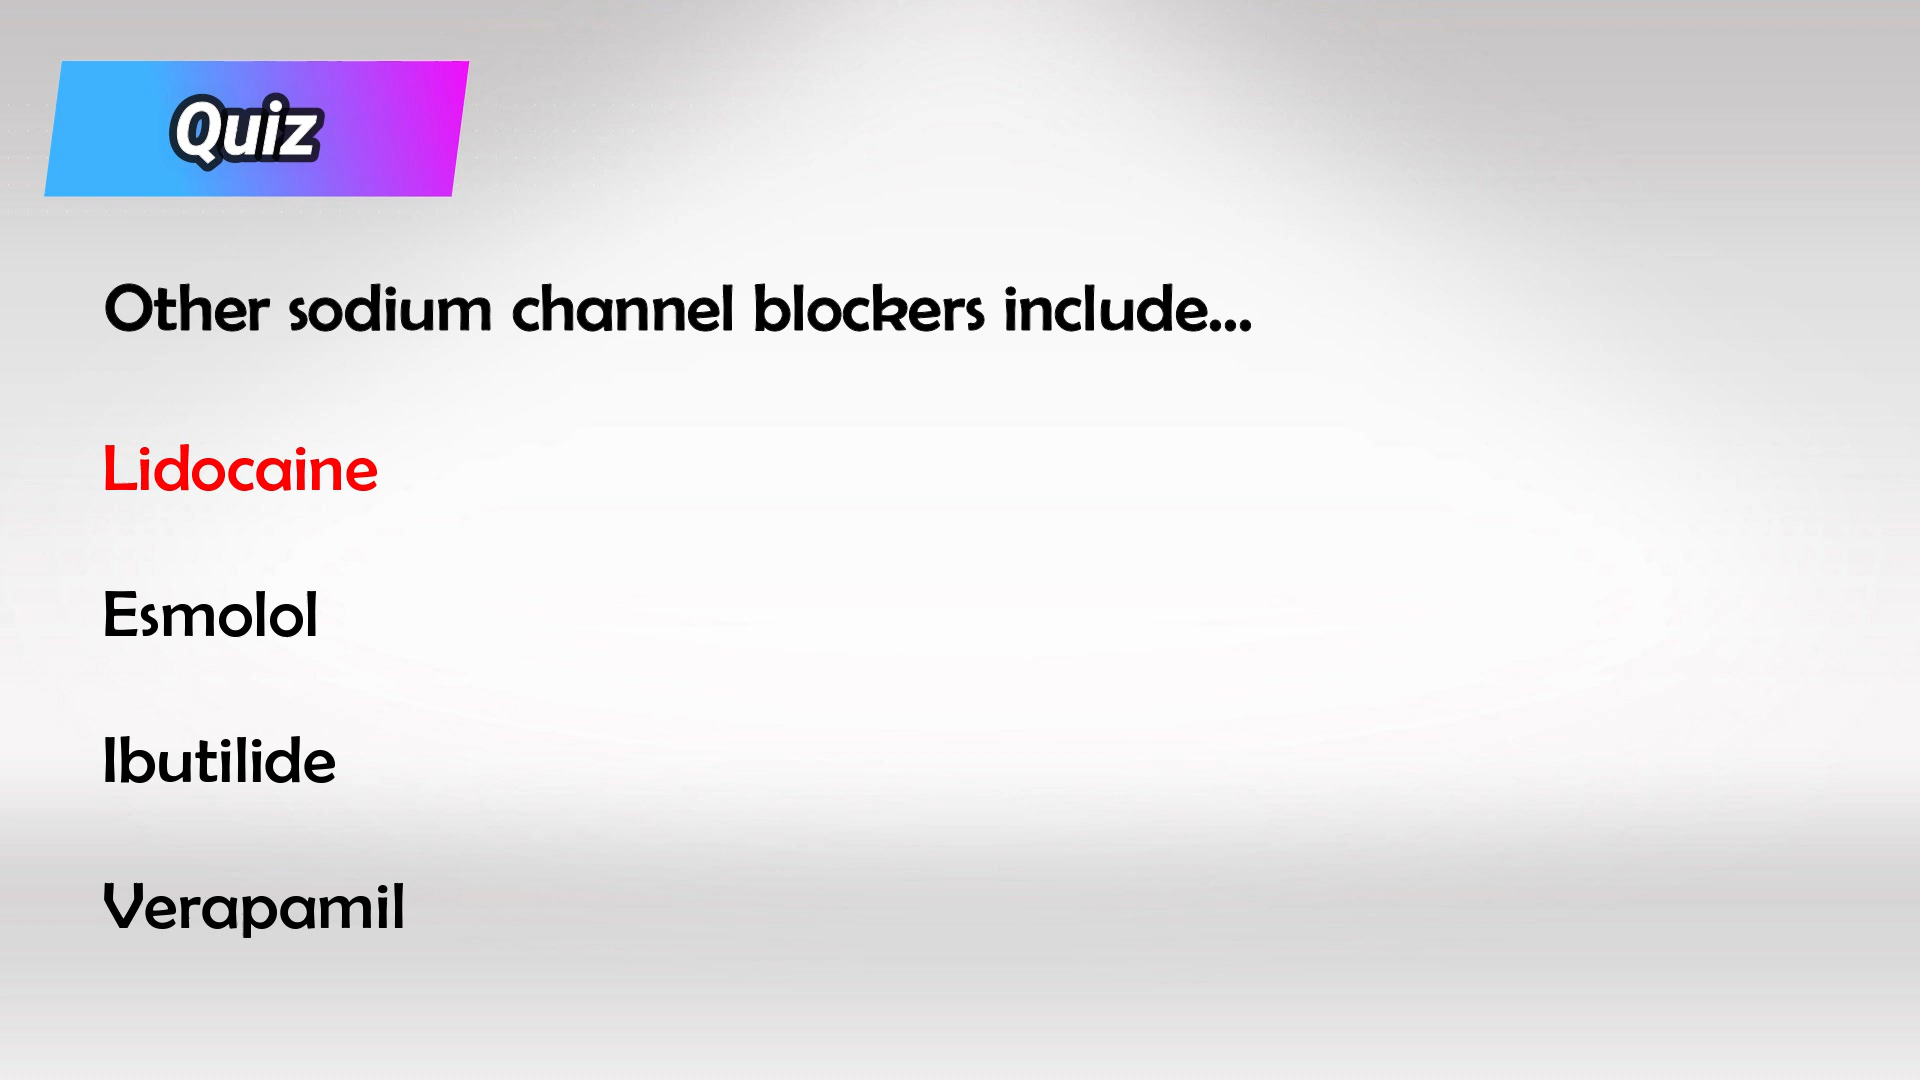 Quiz
Other sodium channel blockers include...
Lidocaine
Esmolol
Ibutilide
Verapamil